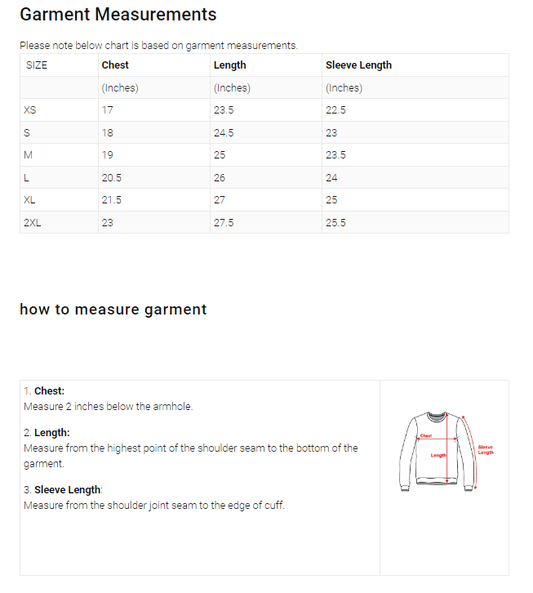 Garment Measurements
Please note below chart is based on garment measurements.
SIZE Chest Length Sleeve Length
(Inches) (Inches) (Inches)
XS 17 23.5 22.5
S 18 24.5 23
M 19 25 23.5
L 20.5 26 24
XL 21.5 27 25
2XL 23 27.5 25.5
how to measure garment
1. Chest:
Measure 2 inches below the armhole.
2. Length:
Measure from the highest point of the shoulder seam to the bottom of the
garment.
3. Sleeve Length:
Measure from the shoulder joint seam to the edge of cuff.
Chest
Length
Sleeve
Length